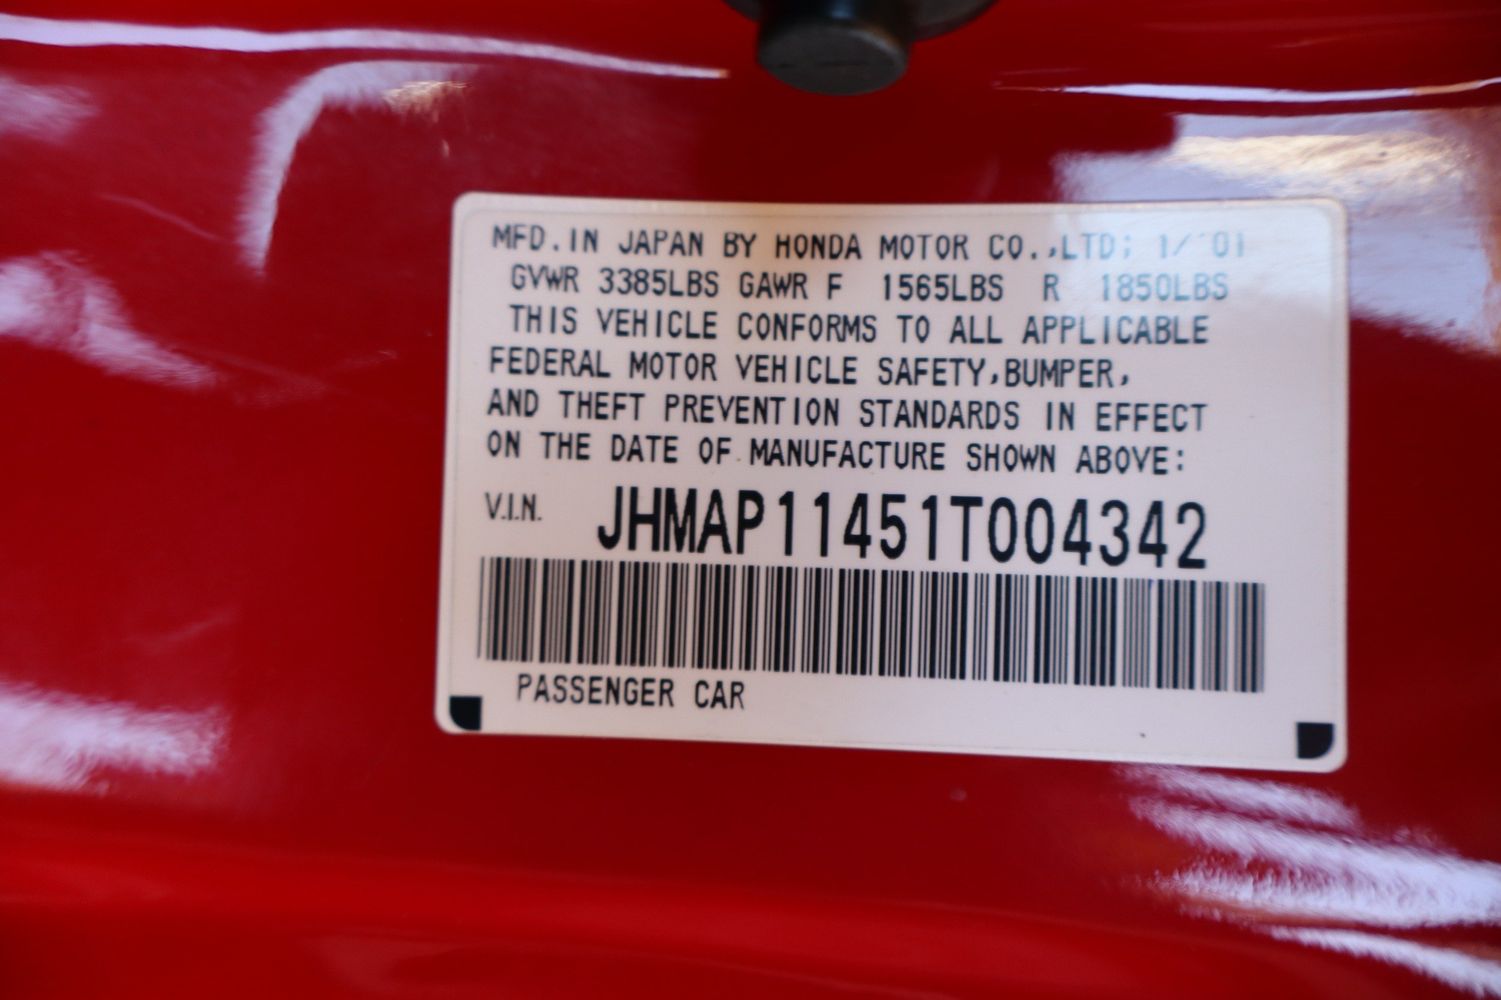 MFD.IN JAPAN BY HONDA MOTOR CO.,LTD; 1/'01
GVWR 3385LBS GAWR F 1565LBS R 1850LBS
THIS VEHICLE CONFORMS TO ALL APPLICABLE
FEDERAL MOTOR VEHICLE SAFETY,BUMPER,
AND THEFT PREVENTION STANDARDS IN EFFECT
ON THE DATE OF MANUFACTURE SHOWN ABOVE:
V.I.N. JHMAP11451T004342
PASSENGER CAR